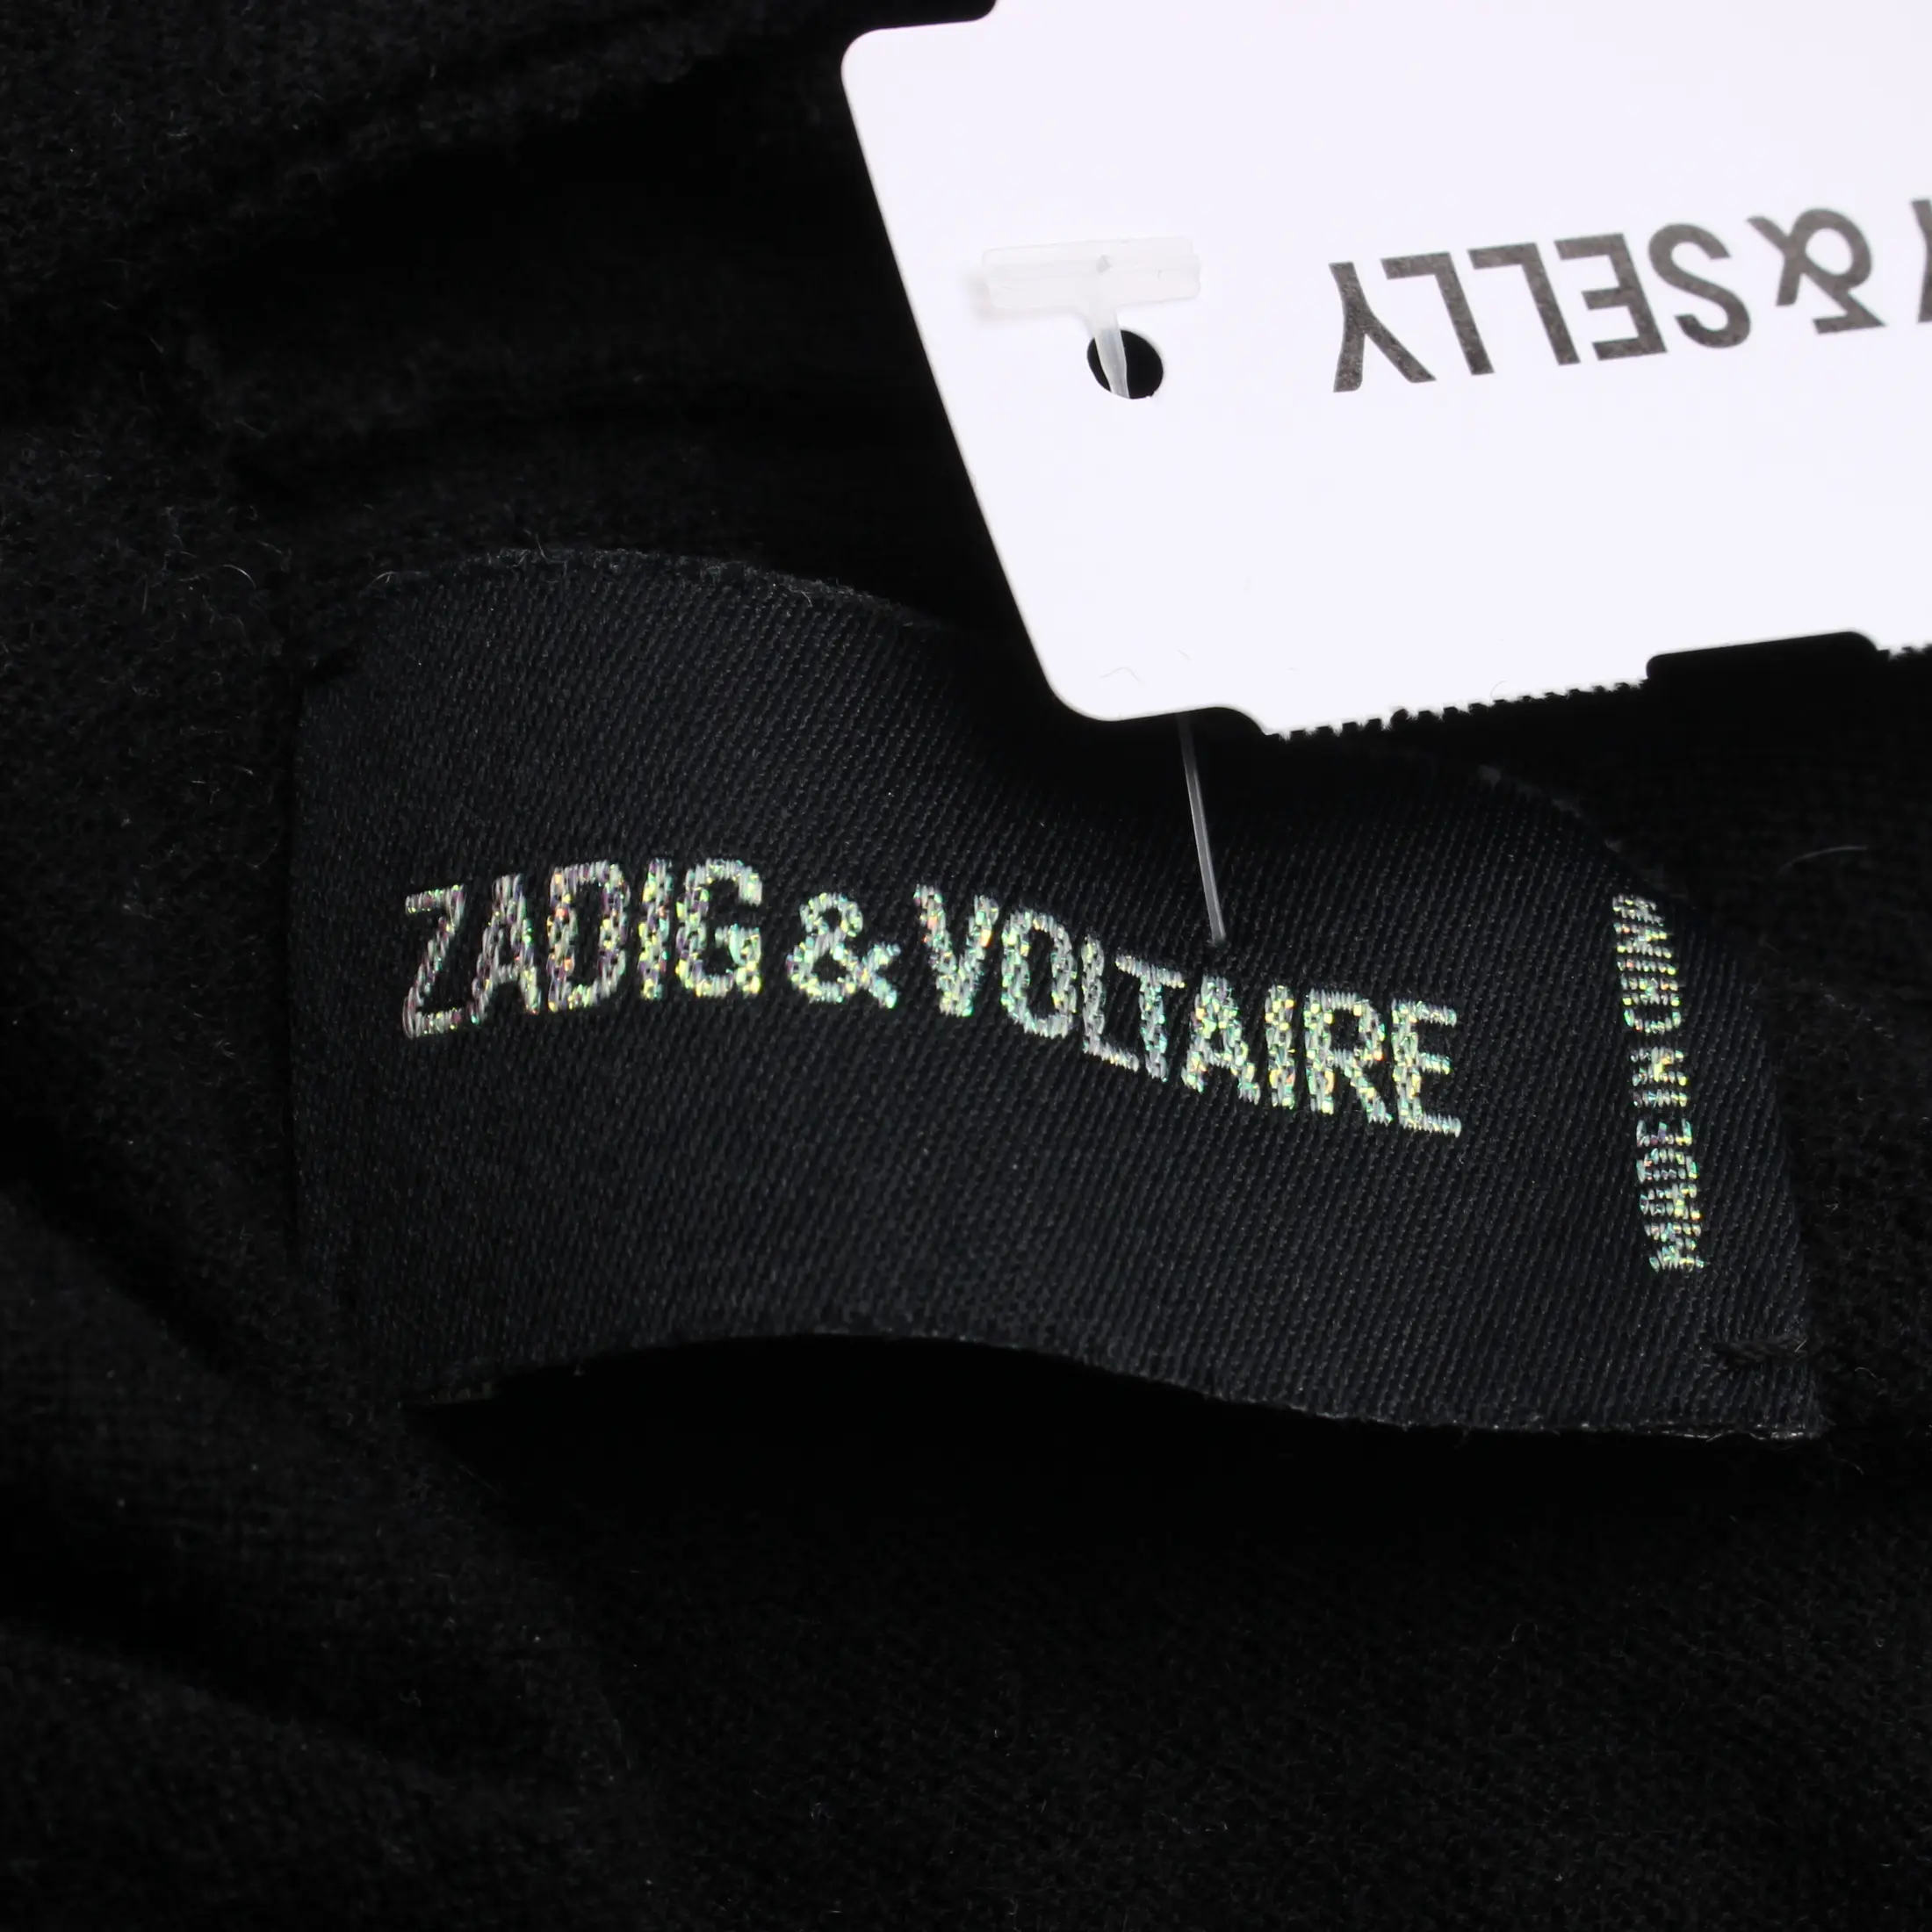 & SELLY
ZADIG & VOLTAIRE
MADE IN CHINA